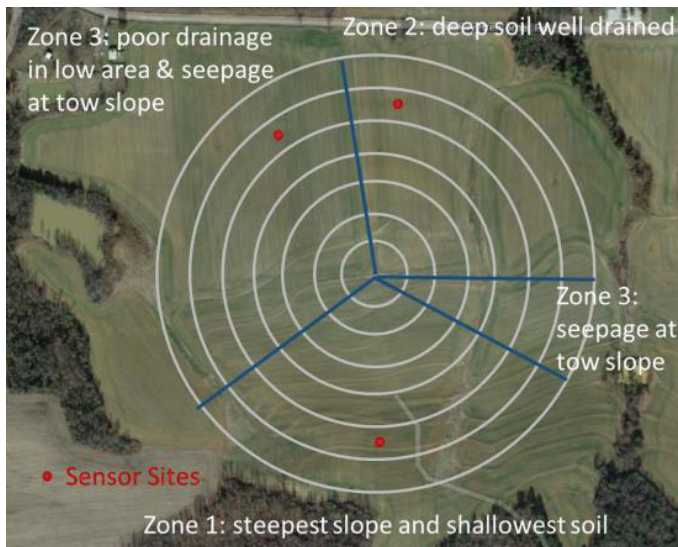 Zone 3: poor drainage
in low area & seepage
at tow slope
Zone 2: deep soil well drained
Zone 3:
seepage at
tow slope
Sensor Sites
Zone 1: steepest slope and shallowest soil